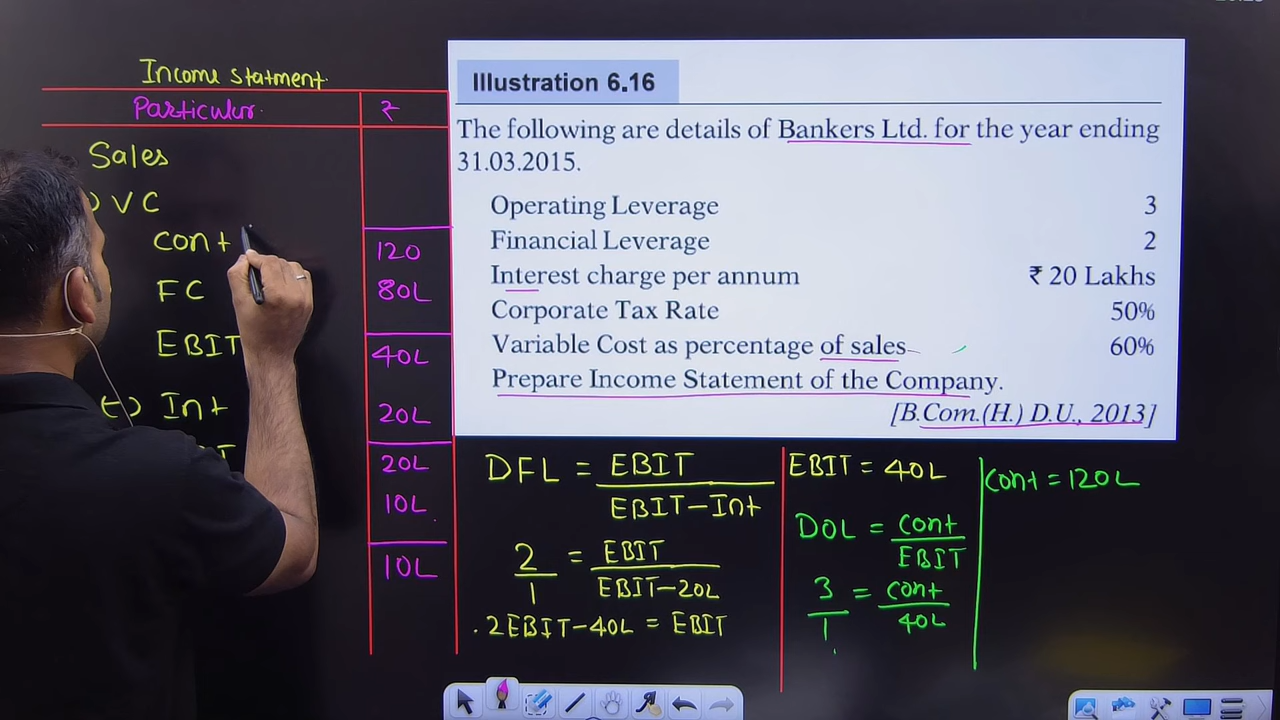 Income statment
Particular. ₹
Sales
) VC
cont 120
FC 80L
EBIT 40L
(-) Int 20L
20L
10L
10L
Illustration 6.16
The following are details of Bankers Ltd. for the year ending
31.03.2015.
Operating Leverage 3
Financial Leverage 2
Interest charge per annum ₹ 20 Lakhs
Corporate Tax Rate 50%
Variable Cost as percentage of sales 60%
Prepare Income Statement of the Company.
[B.Com.(H.) D.U., 2013]
DFL = EBIT
EBIT-Int
2 = EBIT
1 EBIT-20L
2EBIT-40L = EBIT
EBIT = 40L
DOL = cont
EBIT
3 = cont
1 40L
cont = 120L